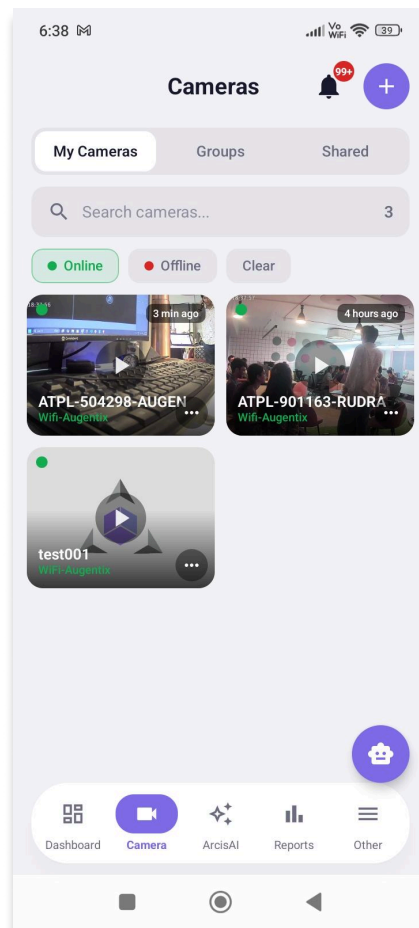 6:38
Vo
WiFi
39
Cameras
99+
My Cameras
Groups
Shared
Search cameras...
3
Online
Offline
Clear
3 min ago
ATPL-504298-AUGEN
Wifi-Augentix
4 hours ago
ATPL-901163-RUDRA
Wifi-Augentix
test001
WiFi-Augentix
Dashboard
Camera
ArcisAI
Reports
Other